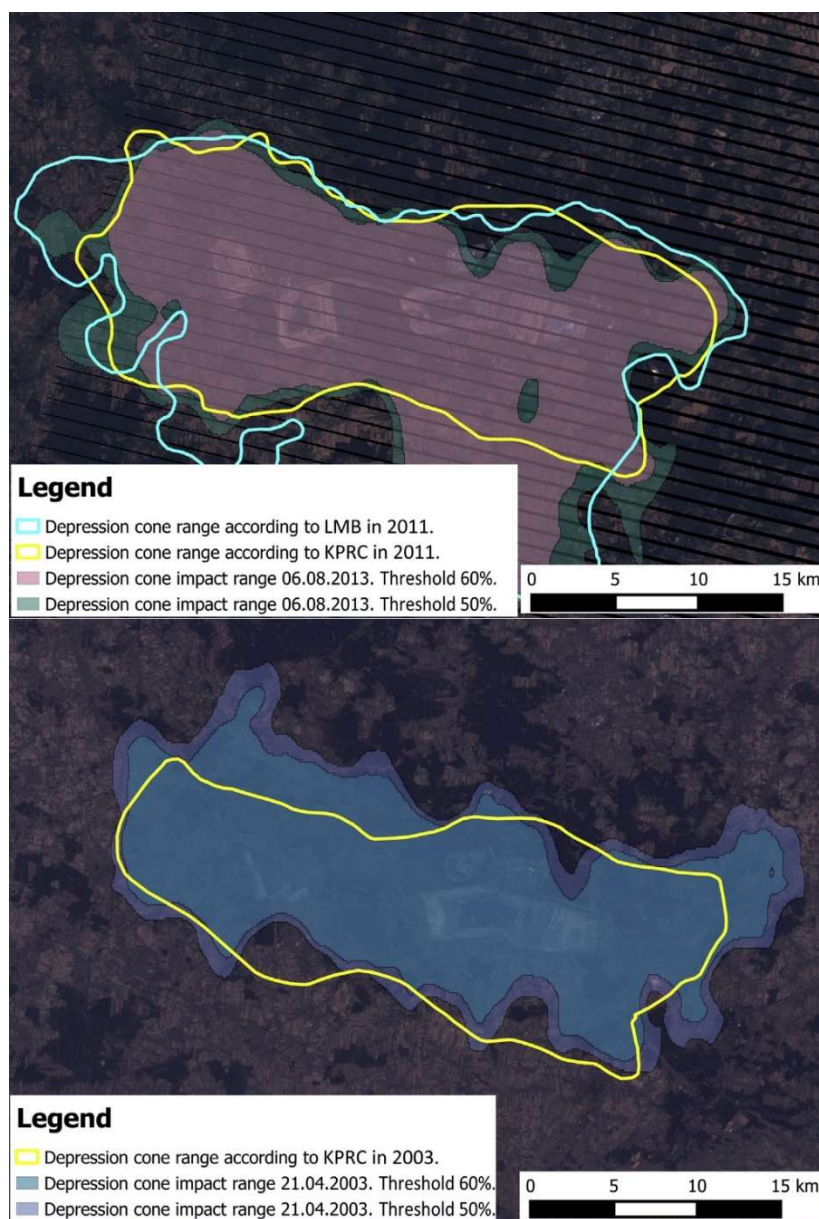 Legend
Depression cone range according to LMB in 2011.
Depression cone range according to KPRC in 2011.
Depression cone impact range 06.08.2013. Threshold 60%.
Depression cone impact range 06.08.2013. Threshold 50%.
0 5 10 15 km
Legend
Depression cone range according to KPRC in 2003.
Depression cone impact range 21.04.2003. Threshold 60%.
Depression cone impact range 21.04.2003. Threshold 50%.
0 5 10 15 km